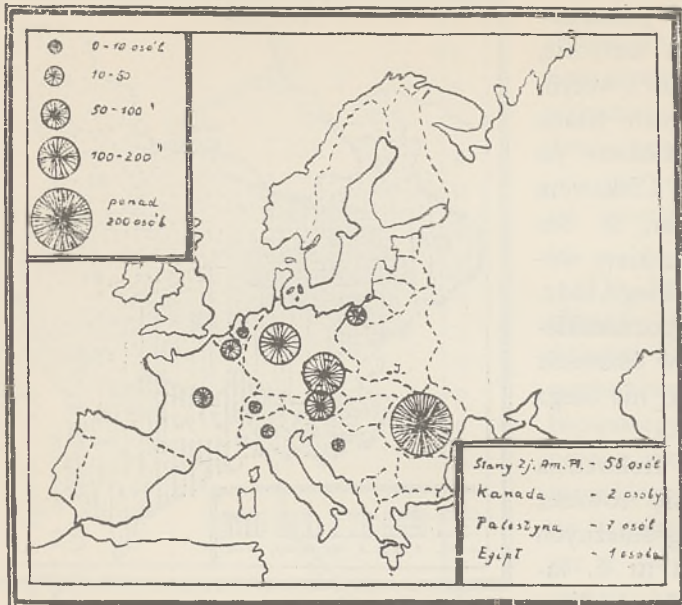 0-10 osób
10-50
50-100 "
100-200 "
ponad
200 osób
Stany Zj. Am. Pł. - 58 osób
Kanada - 2 osoby
Palestyna - 7 osób
Egipt - 1 osoba